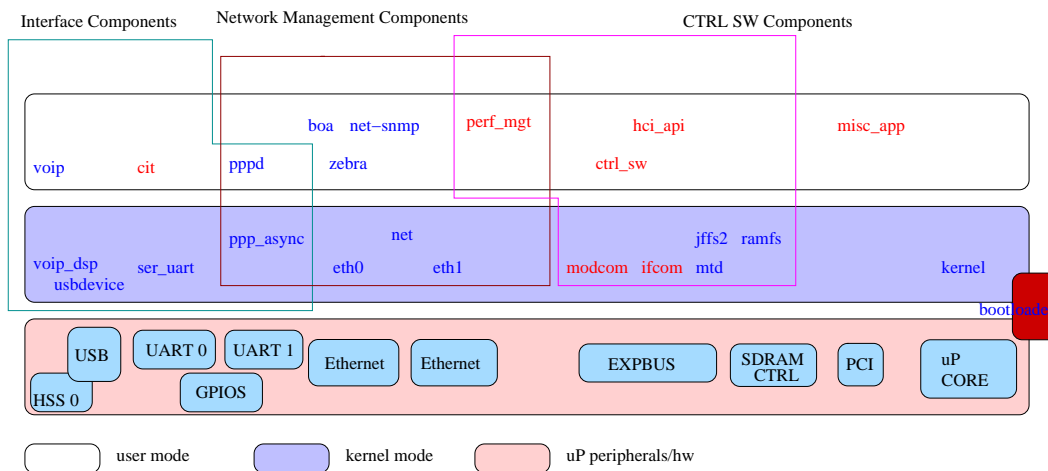 Interface Components
Network Management Components
CTRL SW Components
boa net-snmp
perf_mgt
hci_api
misc_app
voip
cit
pppd
zebra
ctrl_sw
ppp_async
net
jffs2 ramfs
voip_dsp
ser_uart
eth0
eth1
modcom ifcom mtd
kernel
usbdevice
bootloade
USB
UART 0
UART 1
Ethernet
Ethernet
EXPBUS
SDRAM
CTRL
PCI
uP
CORE
HSS 0
GPIOS
user mode
kernel mode
uP peripherals/hw